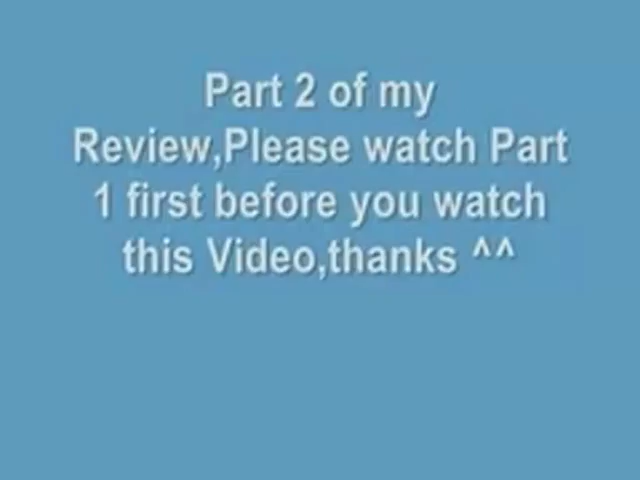 Part 2 of my
Review,Please watch Part
1 first before you watch
this Video,thanks ^^